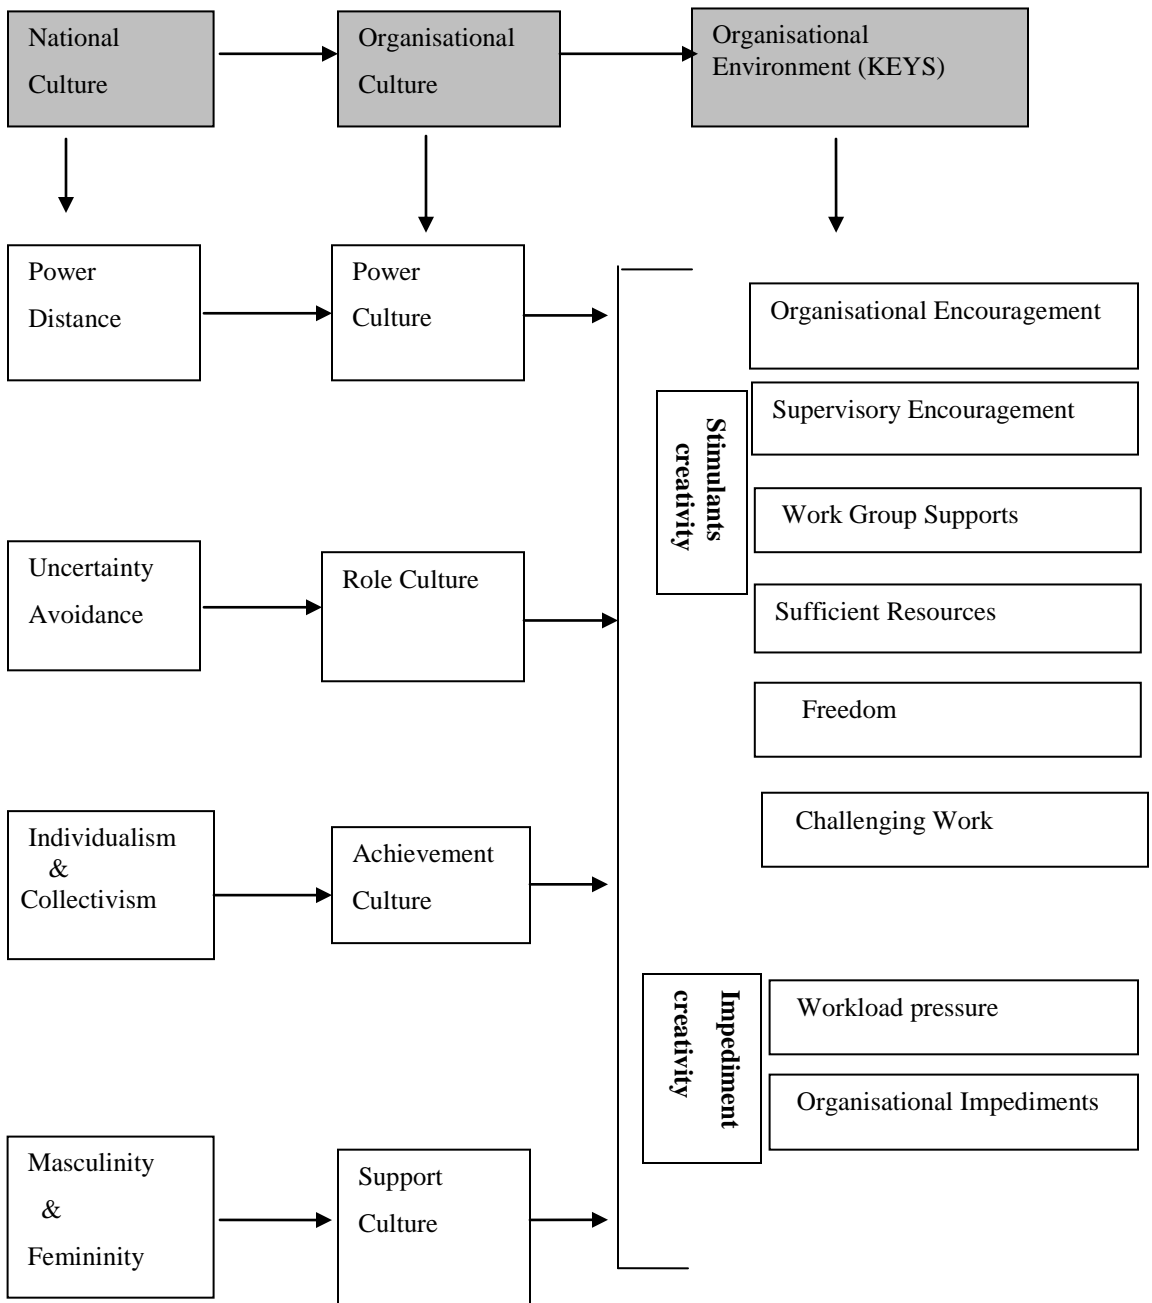 National
Culture
Organisational
Culture
Organisational
Environment (KEYS)
Power
Distance
Power
Culture
Organisational Encouragement
Stimulants
creativity
Supervisory Encouragement
Work Group Supports
Uncertainty
Avoidance
Role Culture
Sufficient Resources
Freedom
Individualism
&
Collectivism
Achievement
Culture
Challenging Work
Impediment
creativity
Workload pressure
Organisational Impediments
Masculinity
&
Femininity
Support
Culture